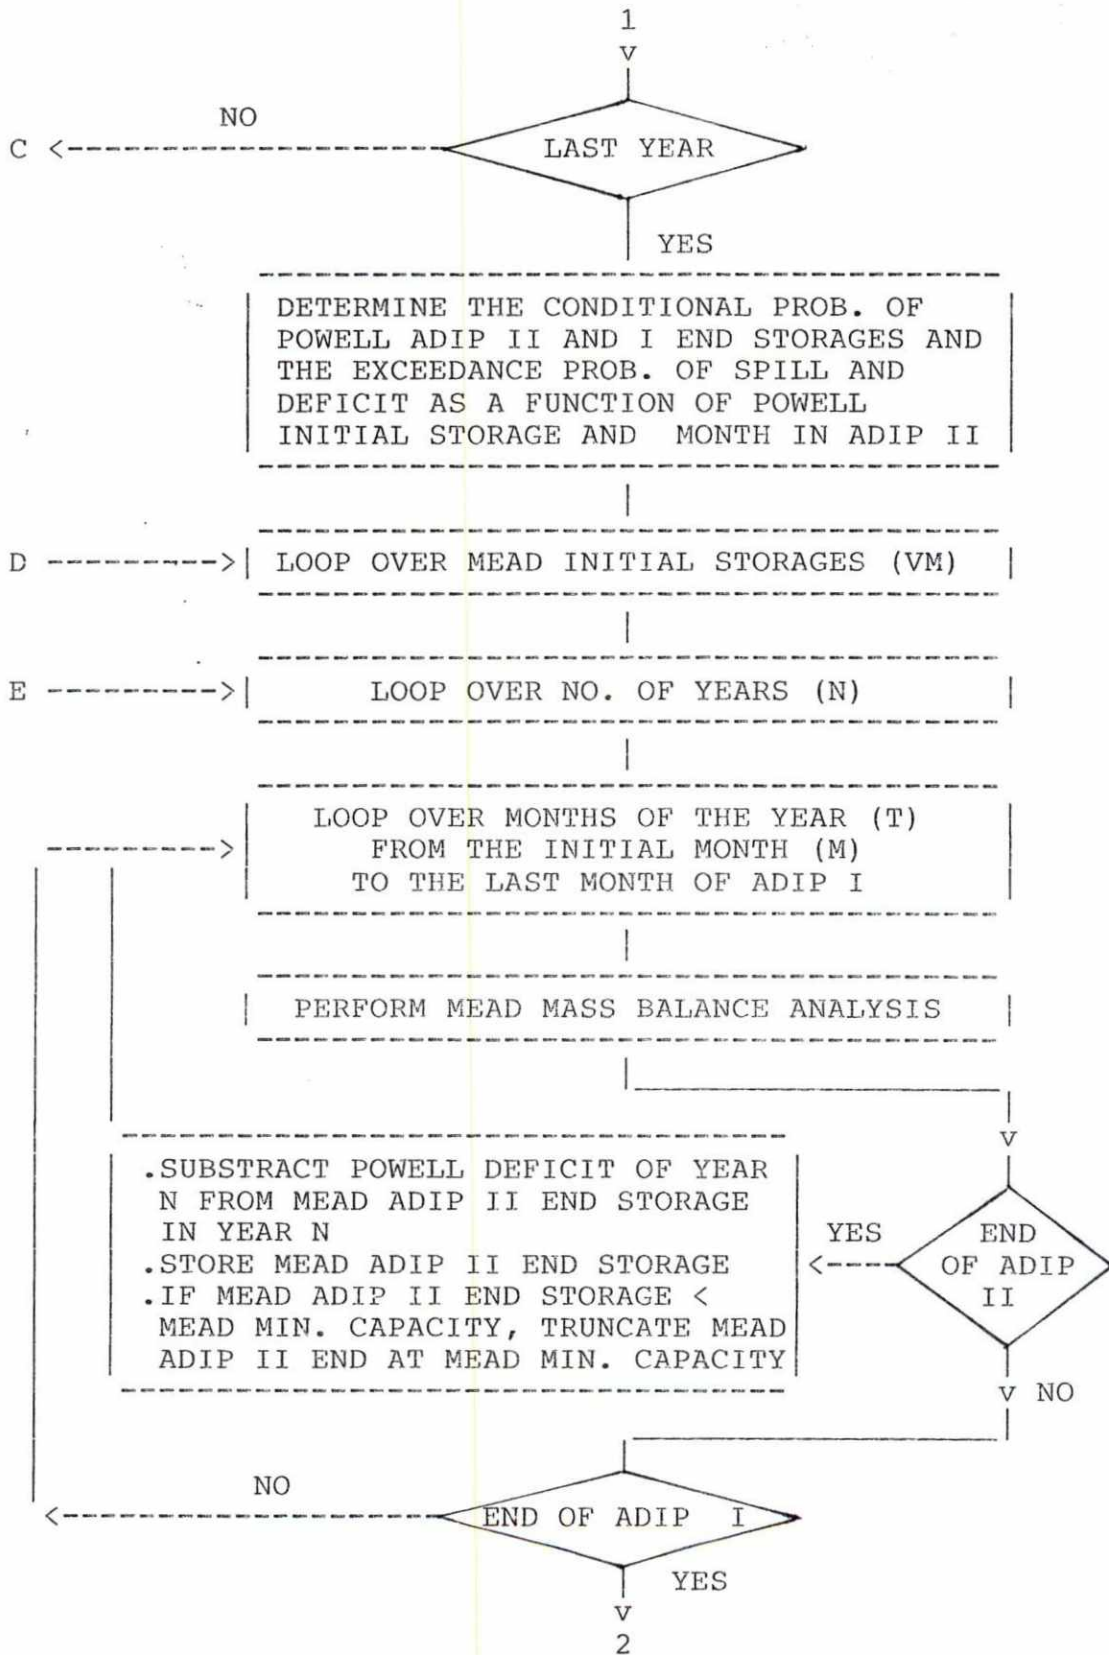 1
v
NO
C <----------------------- LAST YEAR
YES
DETERMINE THE CONDITIONAL PROB. OF
POWELL ADIP II AND I END STORAGES AND
THE EXCEEDANCE PROB. OF SPILL AND
DEFICIT AS A FUNCTION OF POWELL
INITIAL STORAGE AND MONTH IN ADIP II
D ----------->| LOOP OVER MEAD INITIAL STORAGES (VM)
E ----------->| LOOP OVER NO. OF YEARS (N)
LOOP OVER MONTHS OF THE YEAR (T)
FROM THE INITIAL MONTH (M)
TO THE LAST MONTH OF ADIP I
PERFORM MEAD MASS BALANCE ANALYSIS
v
.SUBSTRACT POWELL DEFICIT OF YEAR
N FROM MEAD ADIP II END STORAGE
IN YEAR N
.STORE MEAD ADIP II END STORAGE
.IF MEAD ADIP II END STORAGE <
MEAD MIN. CAPACITY, TRUNCATE MEAD
ADIP II END AT MEAD MIN. CAPACITY
YES
END
OF ADIP
II
v NO
NO
END OF ADIP I
YES
v
2